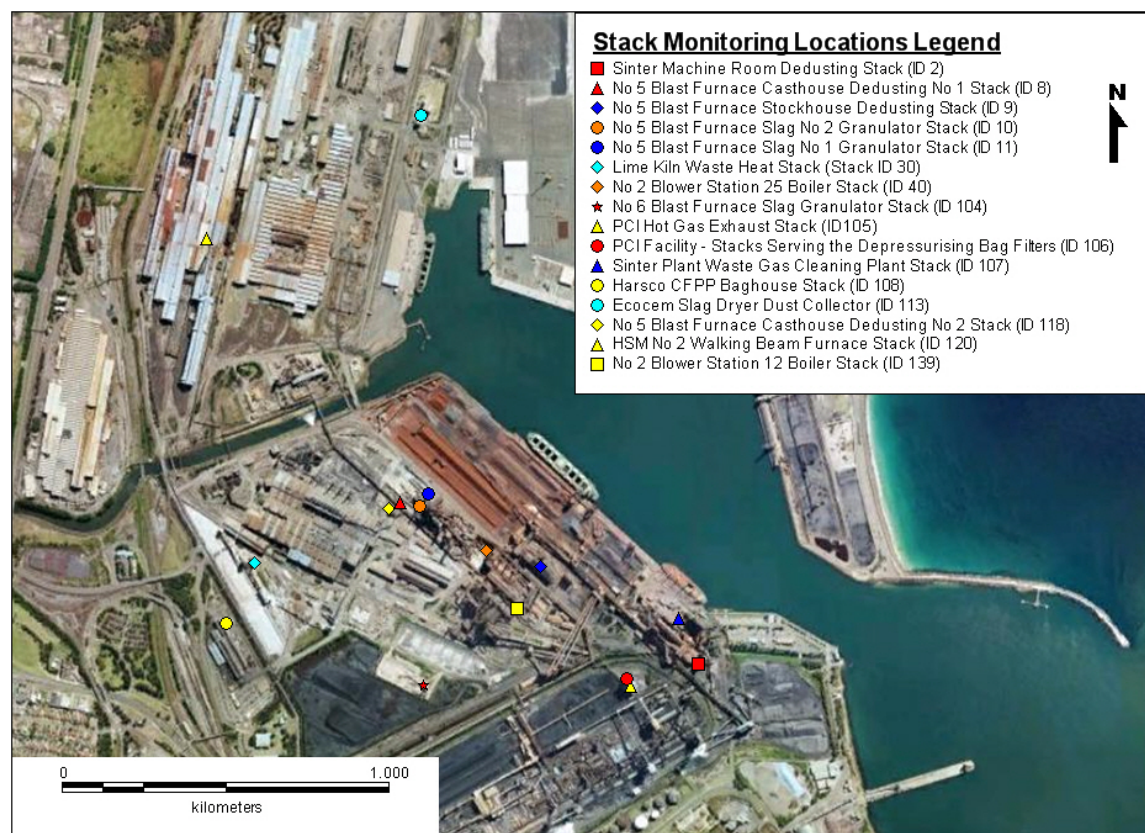 Stack Monitoring Locations Legend
Sinter Machine Room Dedusting Stack (ID 2)
No 5 Blast Furnace Casthouse Dedusting No 1 Stack (ID 8)
No 5 Blast Furnace Stockhouse Dedusting Stack (ID 9)
No 5 Blast Furnace Slag No 2 Granulator Stack (ID 10)
No 5 Blast Furnace Slag No 1 Granulator Stack (ID 11)
Lime Kiln Waste Heat Stack (Stack ID 30)
No 2 Blower Station 25 Boiler Stack (ID 40)
No 6 Blast Furnace Slag Granulator Stack (ID 104)
PCI Hot Gas Exhaust Stack (ID105)
PCI Facility - Stacks Serving the Depressurising Bag Filters (ID 106)
Sinter Plant Waste Gas Cleaning Plant Stack (ID 107)
Harsco CFPP Baghouse Stack (ID 108)
Ecocem Slag Dryer Dust Collector (ID 113)
No 5 Blast Furnace Casthouse Dedusting No 2 Stack (ID 118)
HSM No 2 Walking Beam Furnace Stack (ID 120)
No 2 Blower Station 12 Boiler Stack (ID 139)
N
0 1.000
kilometers